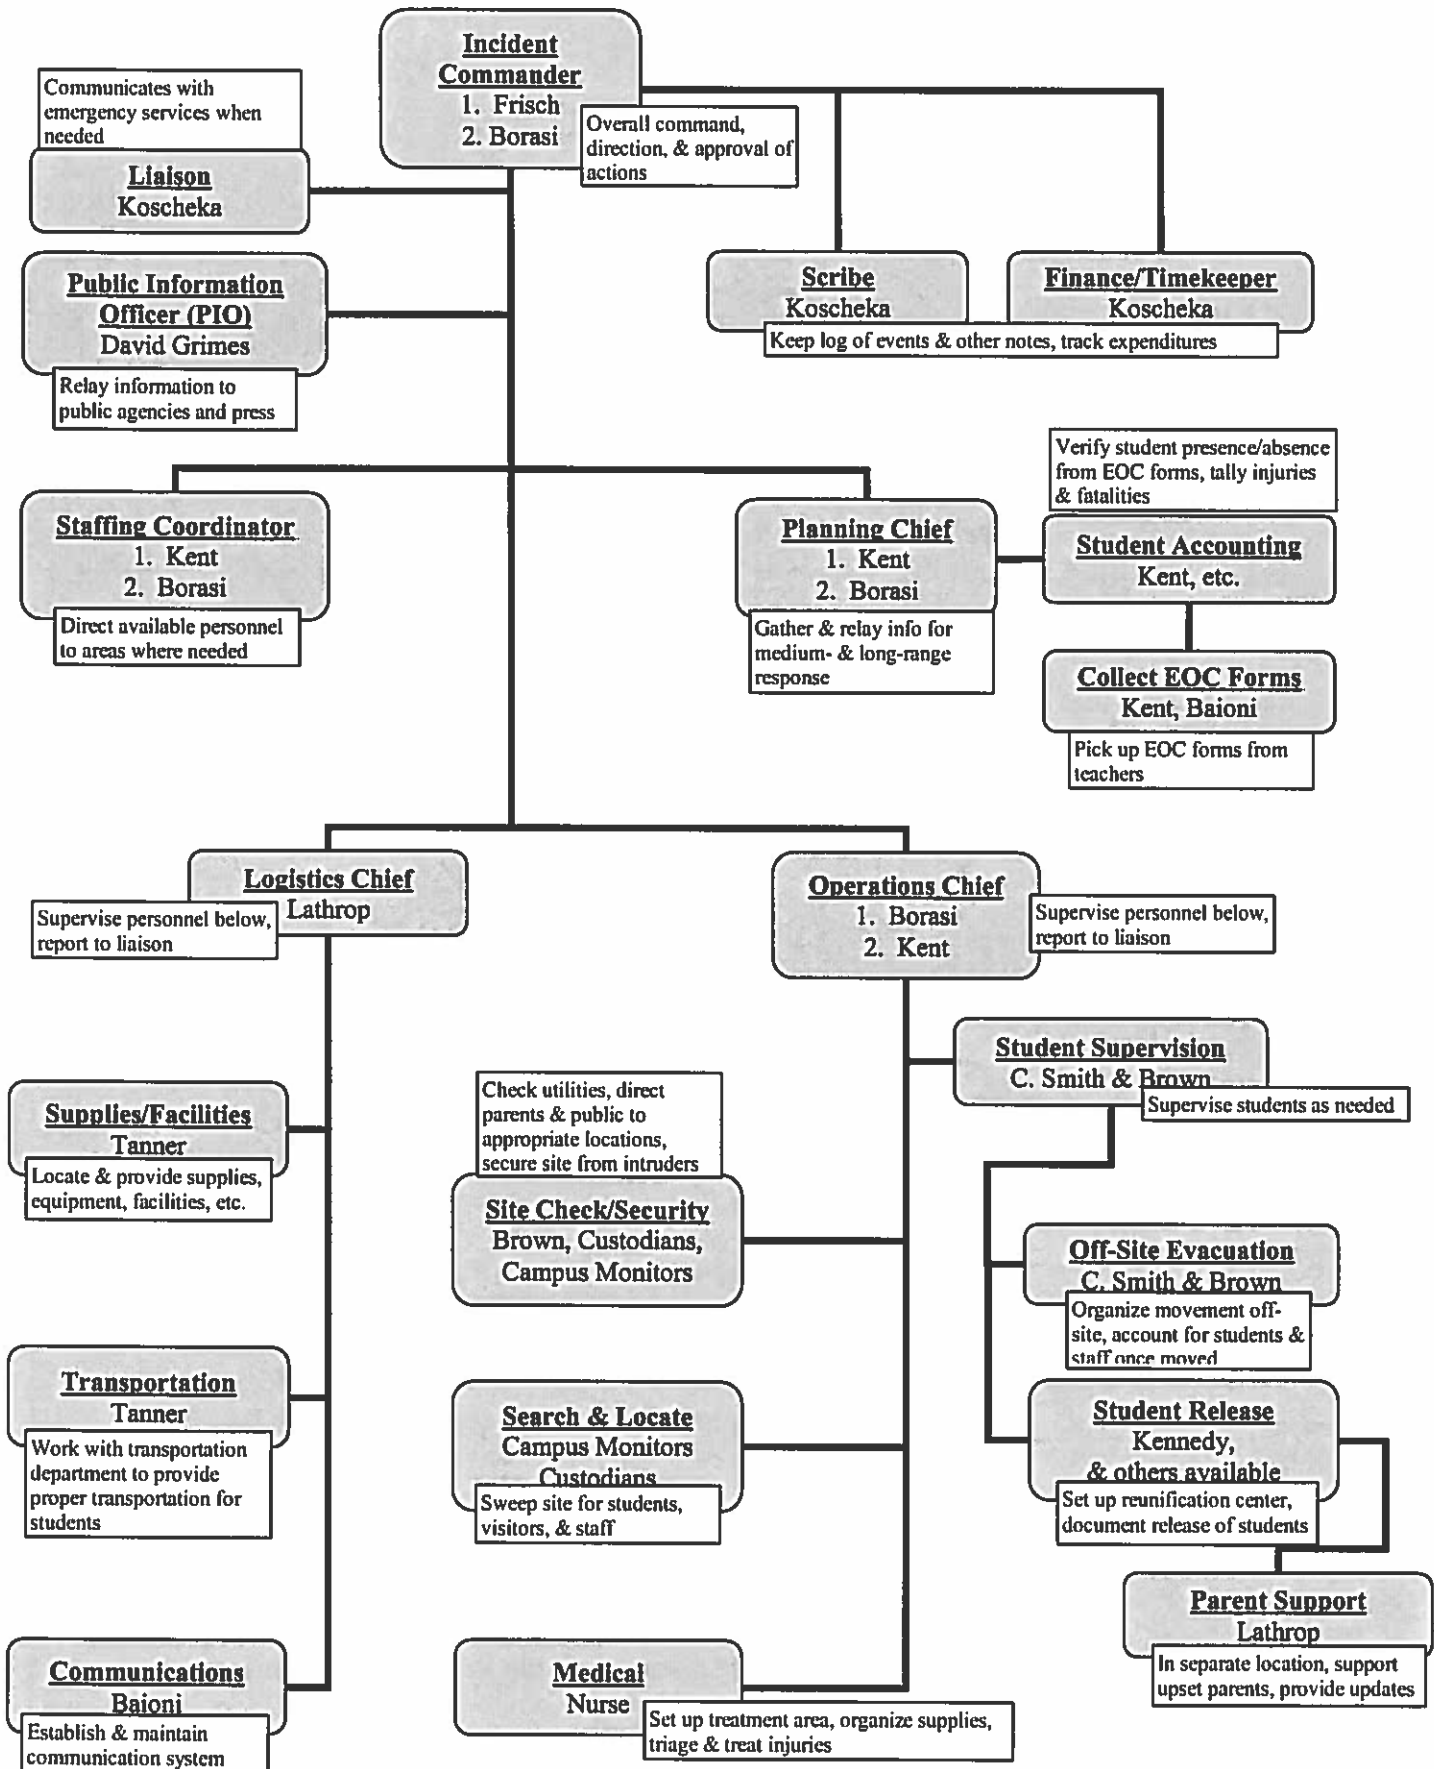 Incident
Commander
1. Frisch
2. Borasi
Overall command,
direction, & approval of
actions
Communicates with
emergency services when
needed
Liaison
Koscheka
Public Information
Officer (PIO)
David Grimes
Relay information to
public agencies and press
Scribe
Koscheka
Finance/Timekeeper
Koscheka
Keep log of events & other notes, track expenditures
Staffing Coordinator
1. Kent
2. Borasi
Direct available personnel
to areas where needed
Planning Chief
1. Kent
2. Borasi
Gather & relay info for
medium- & long-range
response
Verify student presence/absence
from EOC forms, tally injuries
& fatalities
Student Accounting
Kent, etc.
Collect EOC Forms
Kent, Baioni
Pick up EOC forms from
teachers
Logistics Chief
Lathrop
Supervise personnel below,
report to liaison
Operations Chief
1. Borasi
2. Kent
Supervise personnel below,
report to liaison
Supplies/Facilities
Tanner
Locate & provide supplies,
equipment, facilities, etc.
Transportation
Tanner
Work with transportation
department to provide
proper transportation for
students
Communications
Baioni
Establish & maintain
communication system
Check utilities, direct
parents & public to
appropriate locations,
secure site from intruders
Site Check/Security
Brown, Custodians,
Campus Monitors
Search & Locate
Campus Monitors
Custodians
Sweep site for students,
visitors, & staff
Medical
Nurse
Set up treatment area, organize supplies,
triage & treat injuries
Student Supervision
C. Smith & Brown
Supervise students as needed
Off-Site Evacuation
C. Smith & Brown
Organize movement off-
site, account for students &
staff once moved
Student Release
Kennedy,
& others available
Set up reunification center,
document release of students
Parent Support
Lathrop
In separate location, support
upset parents, provide updates